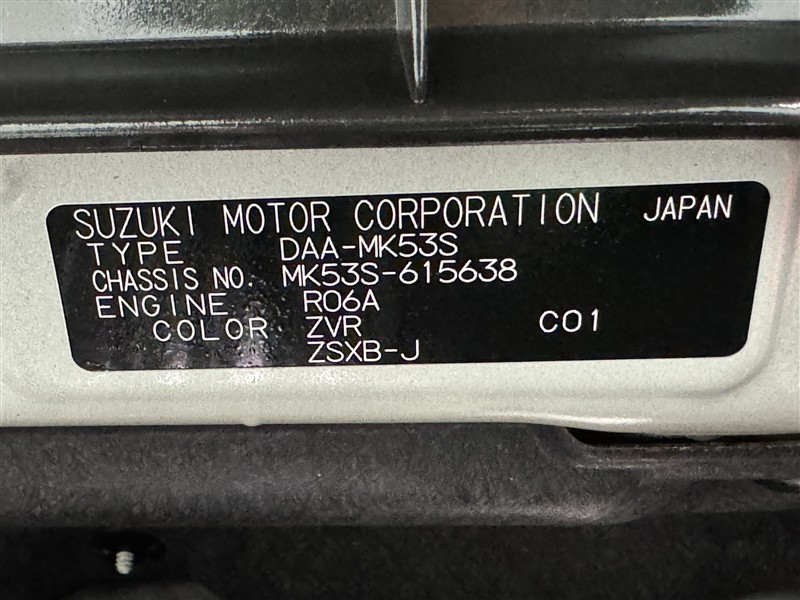 SUZUKI MOTOR CORPORATION JAPAN
TYPE DAA-MK53S
CHASSIS NO. MK53S-615638
ENGINE R06A
COLOR ZVR C01
ZSXB-J